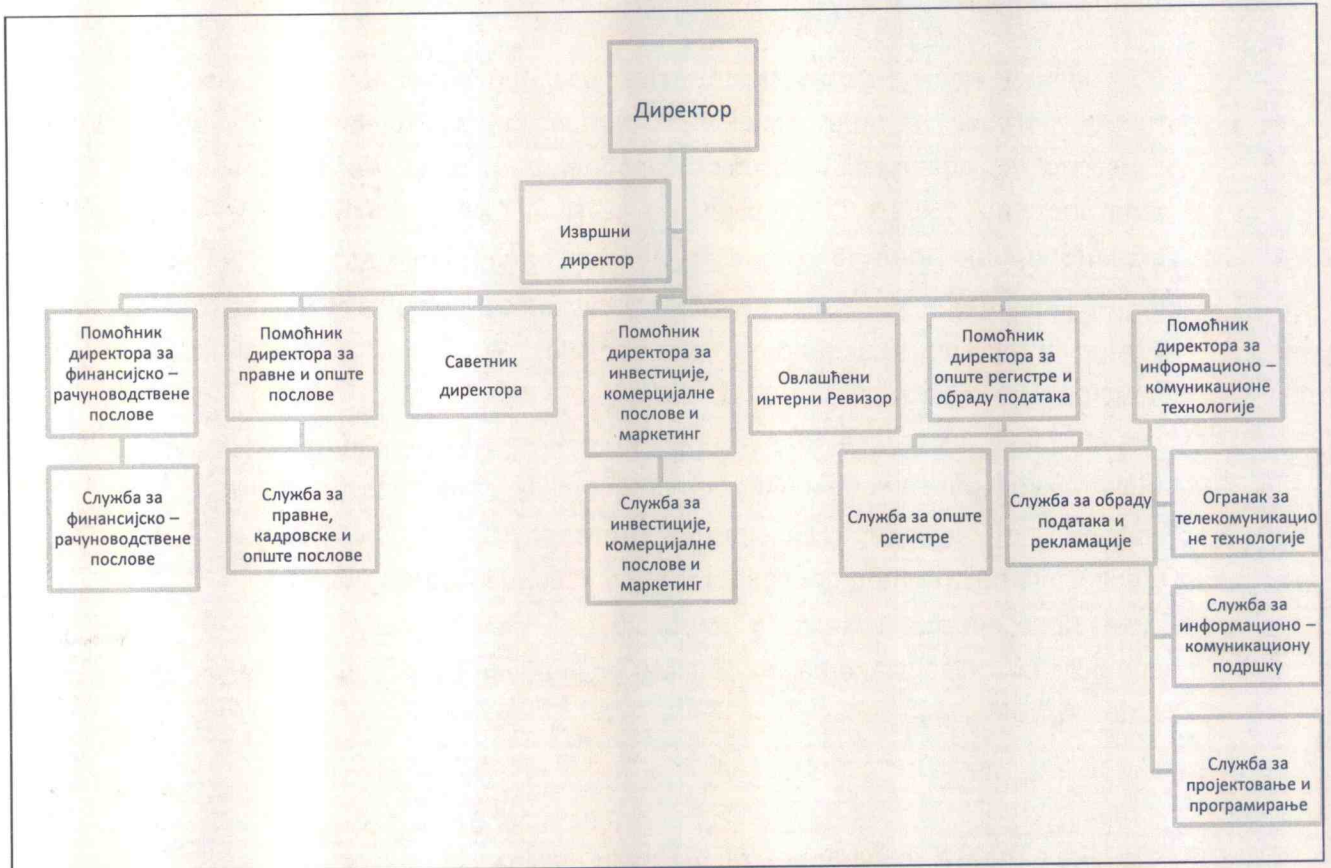 Директор
Извршни
директор
Помоћник
директора за
финансијско –
рачуноводствене
послове
Помоћник
директора за
правне и опште
послове
Саветник
директора
Помоћник
директора за
инвестиције,
комерцијалне
послове и
маркетинг
Овлашћени
интерни Ревизор
Помоћник
директора за
опште регистре и
обраду података
Помоћник
директора за
информационо –
комуникационе
технологије
Служба за
финансијско –
рачуноводствене
послове
Служба за
правне,
кадровске и
опште послове
Служба за
инвестиције,
комерцијалне
послове и
маркетинг
Служба за опште
регистре
Служба за обраду
података и
рекламације
Огранак за
телекомуникацио
не технологије
Служба за
информационо –
комуникациону
подршку
Служба за
пројектовање и
програмирање